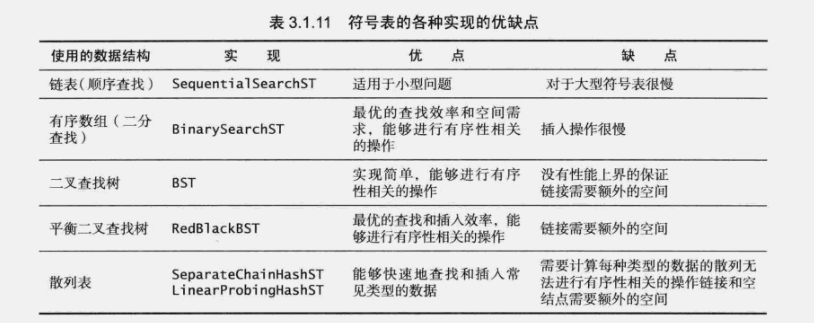 表 3.1.11 符号表的各种实现的优缺点
使用的数据结构 实 现 优 点 缺 点
链表（顺序查找） SequentialSearchST 适用于小型问题 对于大型符号表很慢
有序数组（二分
查找）
BinarySearchST
最优的查找效率和空间需
求，能够进行有序性相关
的操作
插入操作很慢
二叉查找树
BST
实现简单，能够进行有序
性相关的操作
没有性能上界的保证
链接需要额外的空间
平衡二叉查找树
RedBlackBST
最优的查找和插入效率，能
够进行有序性相关的操作
链接需要额外的空间
散列表
SeparateChainHashST
LinearProbingHashST
能够快速地查找和插入常
见类型的数据
需要计算每种类型的数据的散列无
法进行有序性相关的操作链接和空
结点需要额外的空间